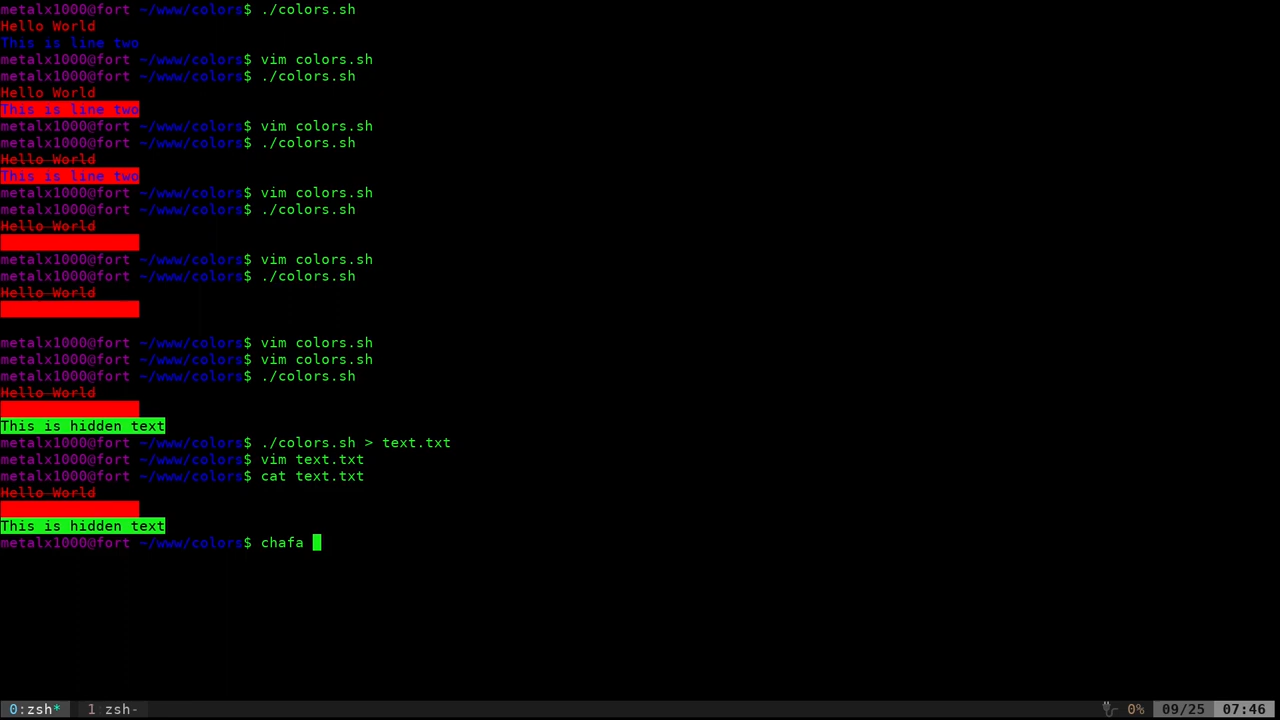 metalx1000@fort ~/www/colors$ ./colors.sh
Hello World
This is line two
metalx1000@fort ~/www/colors$ vim colors.sh
metalx1000@fort ~/www/colors$ ./colors.sh
Hello World
This is line two
metalx1000@fort ~/www/colors$ vim colors.sh
metalx1000@fort ~/www/colors$ ./colors.sh
Hello World
This is line two
metalx1000@fort ~/www/colors$ vim colors.sh
metalx1000@fort ~/www/colors$ ./colors.sh
Hello World
metalx1000@fort ~/www/colors$ vim colors.sh
metalx1000@fort ~/www/colors$ ./colors.sh
Hello World
metalx1000@fort ~/www/colors$ vim colors.sh
metalx1000@fort ~/www/colors$ vim colors.sh
metalx1000@fort ~/www/colors$ ./colors.sh
Hello World
This is hidden text
metalx1000@fort ~/www/colors$ ./colors.sh > text.txt
metalx1000@fort ~/www/colors$ vim text.txt
metalx1000@fort ~/www/colors$ cat text.txt
Hello World
This is hidden text
metalx1000@fort ~/www/colors$ chafa
0:zsh* 1:zsh- 0% 09/25 07:46